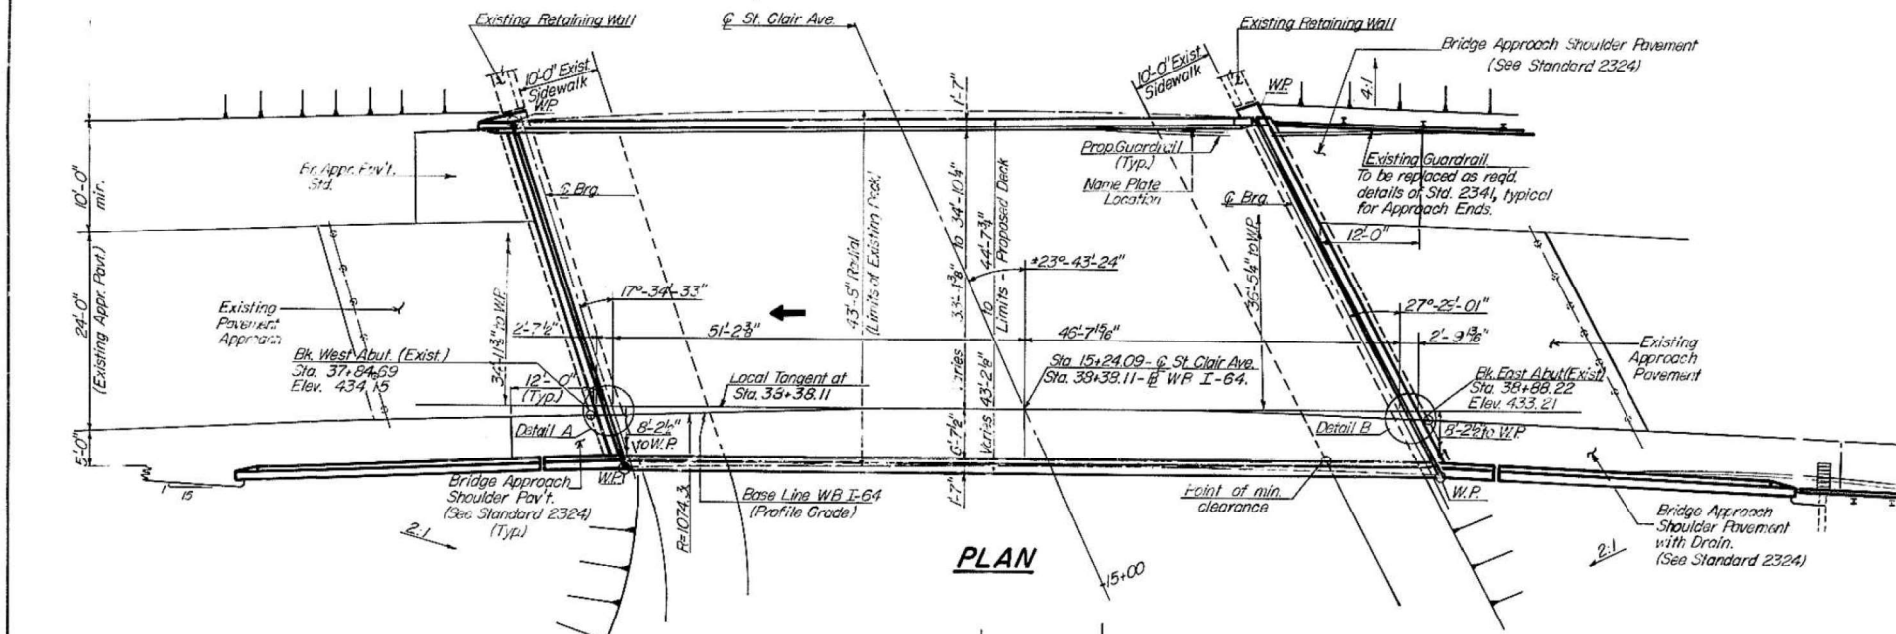 Existing Retaining Wall
℄ St. Clair Ave.
Existing Retaining Wall
Bridge Approach Shoulder Pavement
(See Standard 2324)
4:1
10'-0" Exist.
Sidewalk
W.P.
1'-7"
10'-0" Exist.
Sidewalk
W.P.
10'-0"
min.
Br. Appr. Pav't.
Std.
℄ Brg.
Prop. Guardrail
(Typ.)
Name Plate
Location
℄ Brg.
Existing Guardrail
To be replaced as reqd.
details of Std. 2341, typical
for Approach Ends.
12'-0"
24'-0"
(Existing Appr. Pavt.)
Existing
Pavement
Approach
34'-11¾" to W.P.
17°-34'-33"
43'-5" Radial
(Limits of Existing Deck)
33'-1⅜" to 34'-10¼"
Varies 43'-2⅛" to 44'-7¾"
Limits - Proposed Deck
±23°-43'-24"
36'-5¼" to W.P.
27°-29'-01"
2'-7½"
51'-2⅜"
46'-7 15/16"
2'-9 13/16"
Existing
Approach
Pavement
Bk. West Abut. (Exist.)
Sta. 37+84.69
Elev. 434.15
12'-0"
(Typ.)
Local Tangent at
Sta. 38+38.11
Sta. 15+24.09 - ℄ St. Clair Ave.
Sta. 38+38.11 - ℄ WB I-64.
Bk. East Abut. (Exist)
Sta. 38+88.22
Elev. 433.21
5'-0"
Detail A
8'-2½"
to W.P.
Detail B
8'-2½ to W.P.
15
1
Bridge Approach
Shoulder Pav't.
(See Standard 2324)
(Typ.)
W.P.
R=1074.3
Base Line WB I-64
(Profile Grade)
1'-7"
Point of min.
clearance
W.P.
Bridge Approach
Shoulder Pavement
with Drain.
(See Standard 2324)
2:1
2:1
PLAN
15+00